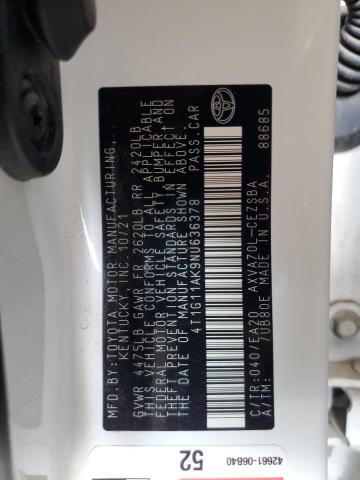 MFD. BY: TOYOTA MOTOR MANUFACTURING,
KENTUCKY, INC. 10/21
GVWR 4475LB GAWR FR 2620LB RR 2420LB
THIS VEHICLE CONFORMS TO ALL APPLICABLE
FEDERAL MOTOR VEHICLE SAFETY, BUMPER, AND
THEFT PREVENTION STANDARDS IN EFFECT ON
THE DATE OF MANUFACTURE SHOWN ABOVE.
4T1G11AK9NU636378 PASS.CAR
C/TR:040/EA20 AXVA70L-CEZSBA
A/TM: /UB80E MADE IN U.S.A.
88685
42661-06B40
52